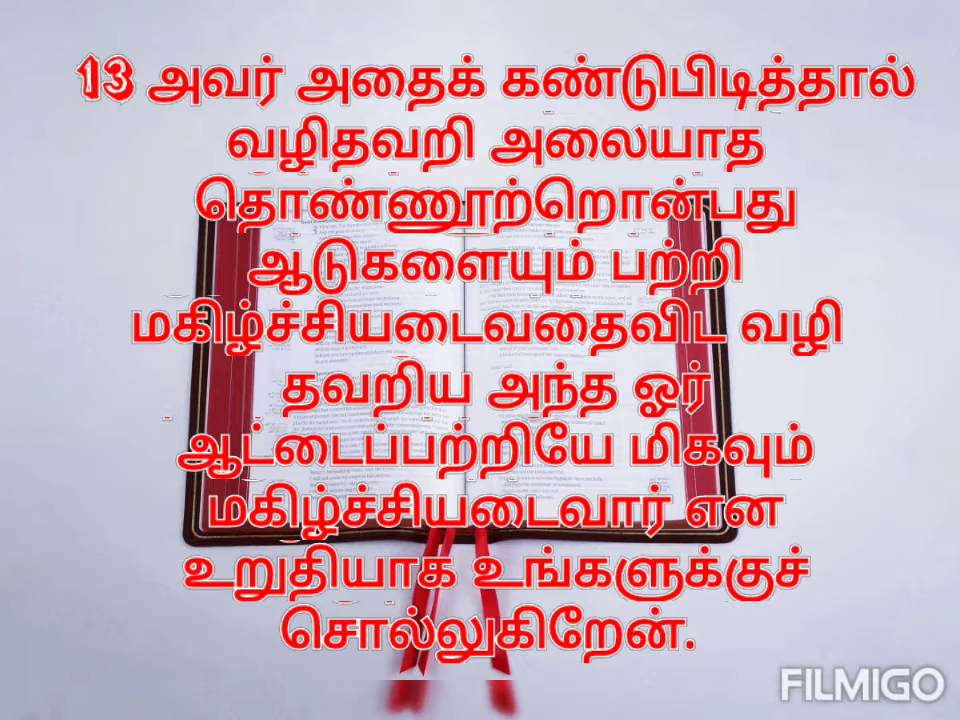 13 அவர் அதைக் கண்டுபிடித்தால்
வழிதவறி அலையாத
தொண்ணூற்றொன்பது
ஆடுகளையும் பற்றி
மகிழ்ச்சியடைவதைவிட வழி
தவறிய அந்த ஓர்
ஆட்டைப்பற்றியே மிகவும்
மகிழ்ச்சியடைவார் என
உறுதியாக உங்களுக்குச்
சொல்லுகிறேன்.
FILMIGO